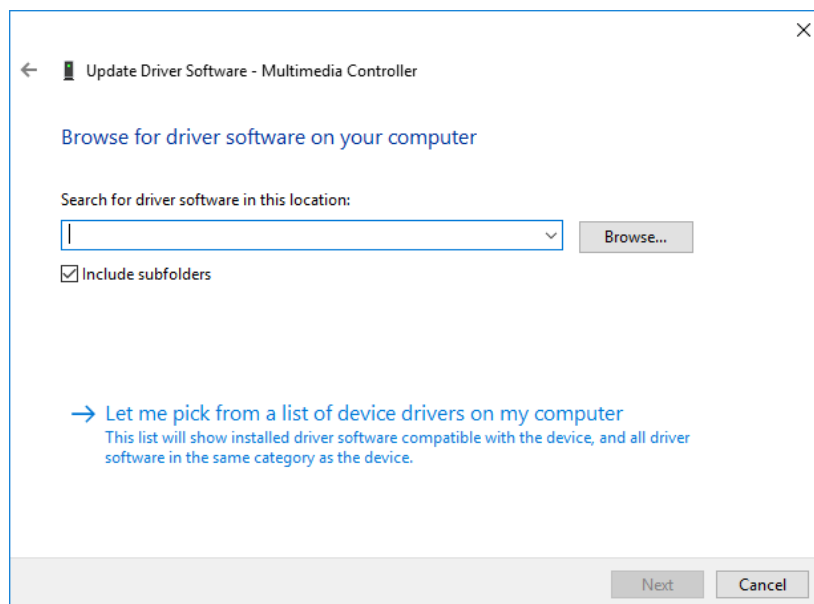 Update Driver Software - Multimedia Controller
Browse for driver software on your computer
Search for driver software in this location:
Browse...
Include subfolders
Let me pick from a list of device drivers on my computer
This list will show installed driver software compatible with the device, and all driver
software in the same category as the device.
Next
Cancel